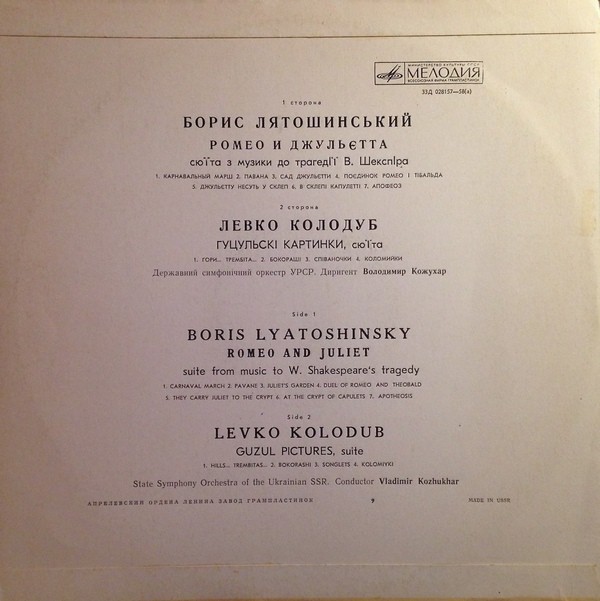 МИНИСТЕРСТВО КУЛЬТУРЫ СССР
МЕЛОДИЯ
ВСЕСОЮЗНАЯ ФИРМА ГРАМПЛАСТИНОК
33Д 028157—58(а)
1 сторона
БОРИС ЛЯТОШИНСЬКИЙ
РОМЕО И ДЖУЛЬЄТТА
сюїта з музики до трагедії В. Шекспіра
1. КАРНАВАЛЬНЫЙ МАРШ 2. ПАВАНА 3. САД ДЖУЛЬЄТТИ 4. ПОЄДИНОК РОМЕО І ТІБАЛЬДА
5. ДЖУЛЬЄТТУ НЕСУТЬ У СКЛЕП 6. В СКЛЕПІ КАПУЛЕТТІ 7. АПОФЕОЗ
2 сторона
ЛЕВКО КОЛОДУБ
ГУЦУЛЬСКІ КАРТИНКИ, сюїта
1. ГОРИ... ТРЕМБІТА... 2. БОКОРАШІ 3. СПІВАНОЧКИ 4. КОЛОМИЙКИ
Державний симфонічний оркестр УРСР. Диригент Володимир Кожухар
Side 1
BORIS LYATOSHINSKY
ROMEO AND JULIET
suite from music to W. Shakespeare's tragedy
1. CARNAVAL MARCH 2. PAVANE 3. JULIET'S GARDEN 4. DUEL OF ROMEO AND THEOBALD
5. THEY CARRY JULIET TO THE CRYPT 6. AT THE CRYPT OF CAPULETS 7. APOTHEOSIS
Side 2
LEVKO KOLODUB
GUZUL PICTURES, suite
1. HILLS... TREMBITAS... 2. BOKORASHI 3. SONGLETS 4. KOLOMIYKI
State Symphony Orchestra of the Ukrainian SSR. Conductor Vladimir Kozhukhar
АПРЕЛЕВСКИЙ ОРДЕНА ЛЕНИНА ЗАВОД ГРАМПЛАСТИНОК 9 MADE IN USSR